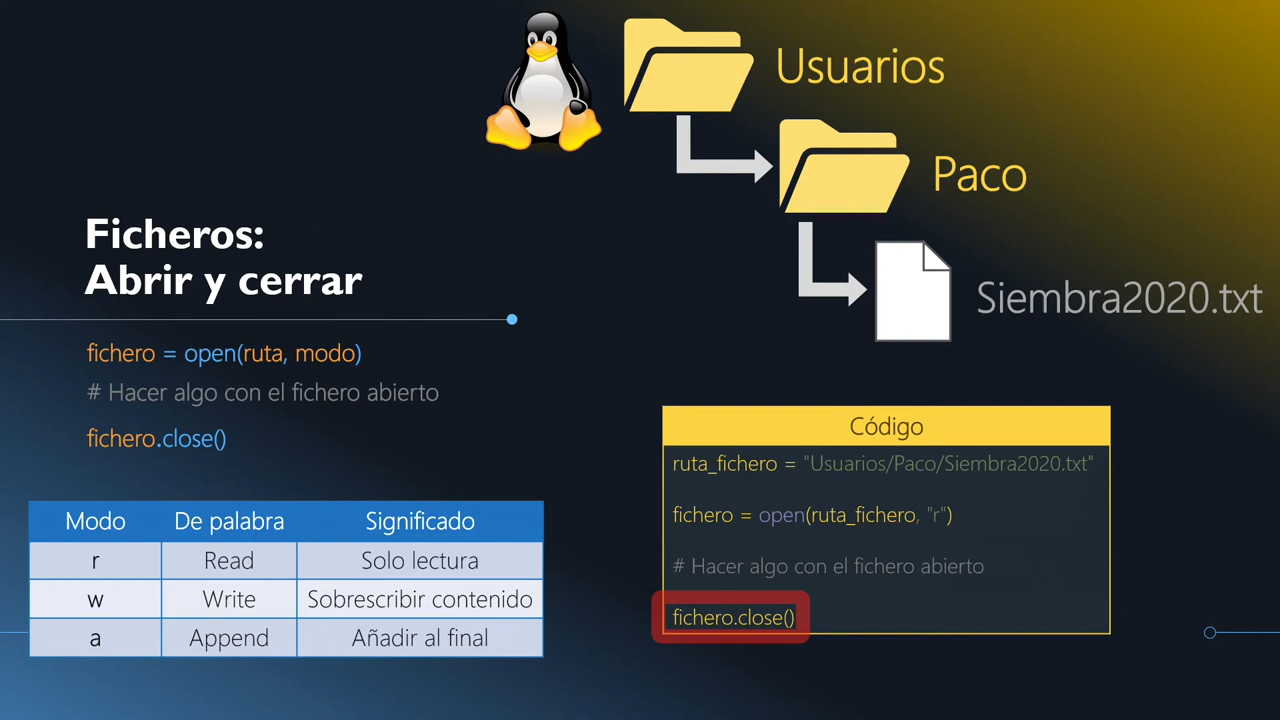 Usuarios
Paco
Siembra2020.txt
Ficheros:
Abrir y cerrar
fichero = open(ruta, modo)
# Hacer algo con el fichero abierto
fichero.close()
Modo De palabra Significado
r Read Solo lectura
w Write Sobrescribir contenido
a Append Añadir al final
Código
ruta_fichero = "Usuarios/Paco/Siembra2020.txt"
fichero = open(ruta_fichero, "r")
# Hacer algo con el fichero abierto
fichero.close()